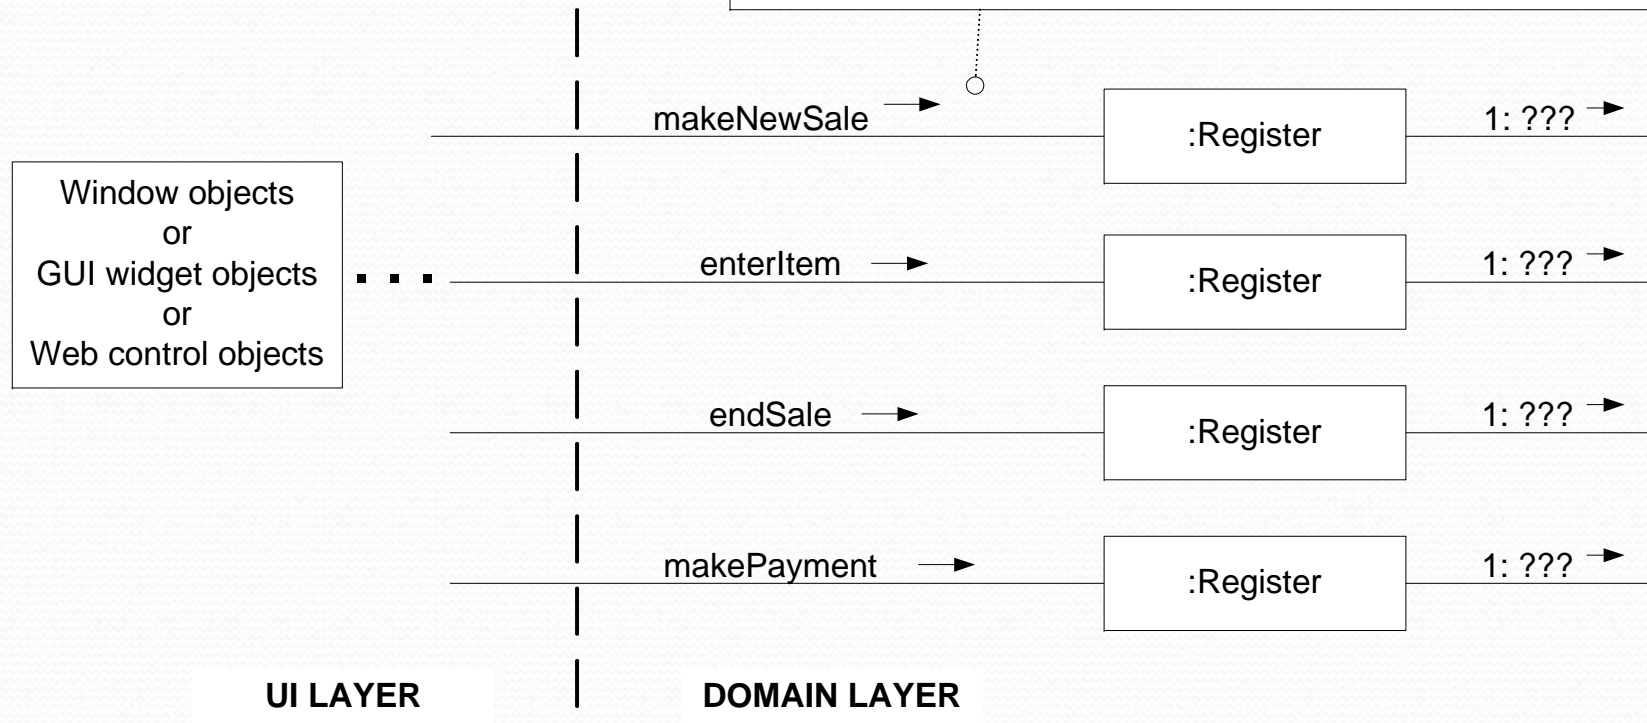 makeNewSale
:Register
1: ???
Window objects
or
GUI widget objects
or
Web control objects
enterItem
:Register
1: ???
endSale
:Register
1: ???
makePayment
:Register
1: ???
UI LAYER
DOMAIN LAYER